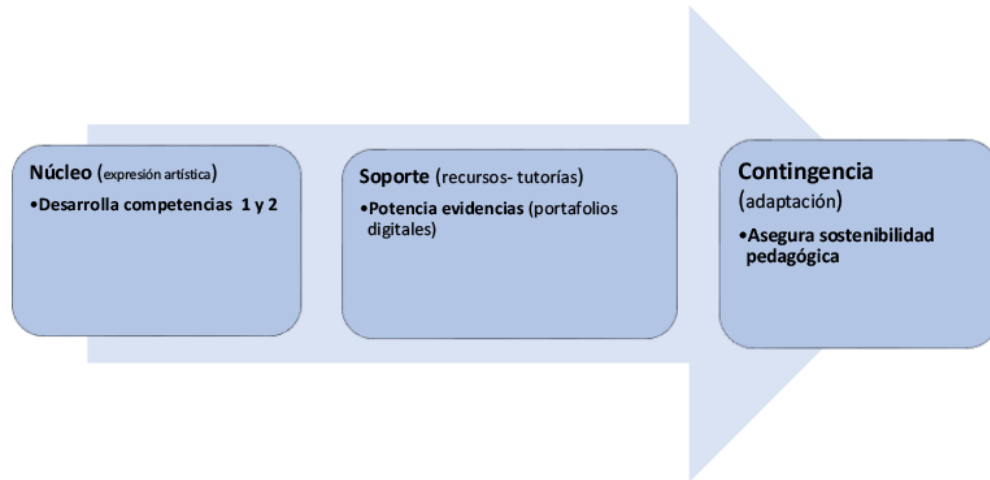 Núcleo (expresión artística)
•Desarrolla competencias 1 y 2
Soporte (recursos- tutorías)
•Potencia evidencias (portafolios
digitales)
Contingencia
(adaptación)
•Asegura sostenibilidad
pedagógica